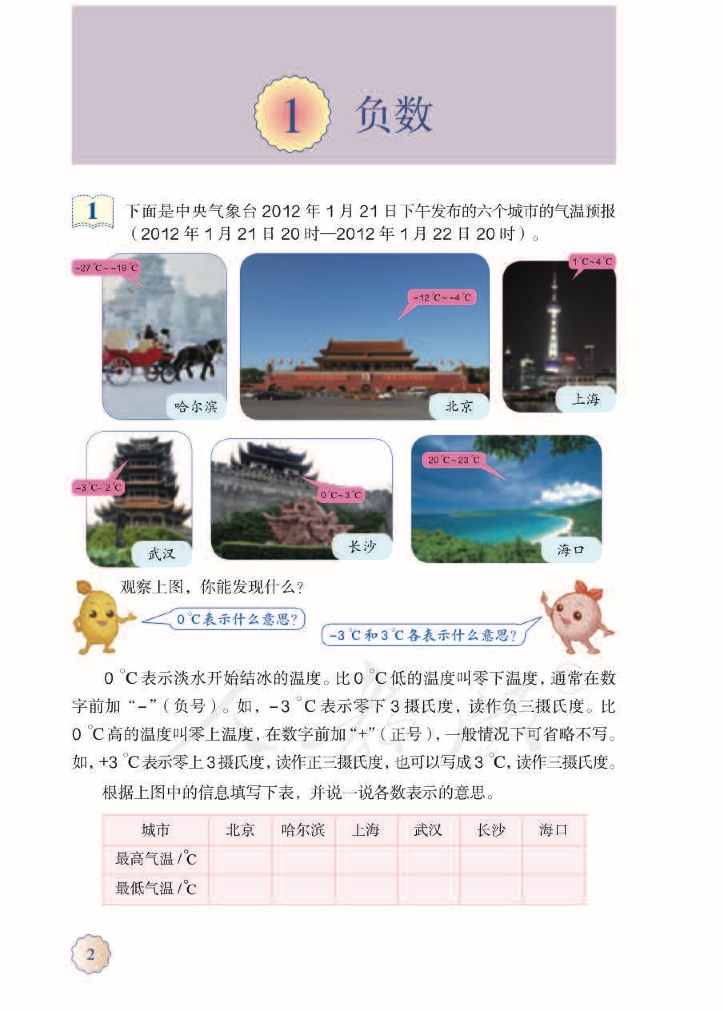 1 负数
1 下面是中央气象台 2012 年 1 月 21 日下午发布的六个城市的气温预报
（2012 年 1 月 21 日 20 时—2012 年 1 月 22 日 20 时）。
-27 ℃~-19 ℃
哈尔滨
-12 ℃~-4 ℃
北京
1 ℃~4 ℃
上海
-3 ℃~2 ℃
武汉
0 ℃~3 ℃
长沙
20 ℃~23 ℃
海口
观察上图，你能发现什么？
0 ℃表示什么意思？
-3 ℃和3 ℃各表示什么意思？
0 ℃表示淡水开始结冰的温度。比 0 ℃低的温度叫零下温度，通常在数
字前加“-”（负号）。如，-3 ℃表示零下 3 摄氏度，读作负三摄氏度。比
0 ℃高的温度叫零上温度，在数字前加“+”（正号），一般情况下可省略不写。
如，+3 ℃表示零上 3 摄氏度，读作正三摄氏度，也可以写成 3 ℃，读作三摄氏度。
根据上图中的信息填写下表，并说一说各数表示的意思。
城市 北京 哈尔滨 上海 武汉 长沙 海口
最高气温 /℃
最低气温 /℃
2